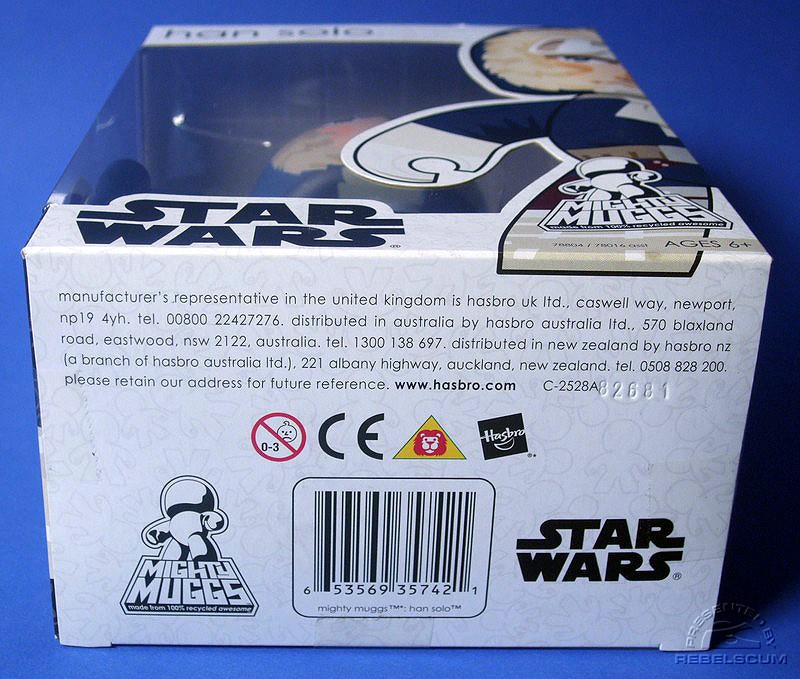 han solo
STAR
WARS®
MIGHTY
MUGGS
made from 100% recycled awesome
78804 / 78016 asst AGES 6+
manufacturer's representative in the united kingdom is hasbro uk ltd., caswell way, newport,
np19 4yh. tel. 00800 22427276. distributed in australia by hasbro australia ltd., 570 blaxland
road, eastwood, nsw 2122, australia. tel. 1300 138 697. distributed in new zealand by hasbro nz
(a branch of hasbro australia ltd.), 221 albany highway, auckland, new zealand. tel. 0508 828 200.
please retain our address for future reference. www.hasbro.com C-2528A 82681
0-3 CE Hasbro®
MIGHTY
MUGGS
made from 100% recycled awesome
6 53569 35742 1
mighty muggs™: han solo™
STAR
WARS®
PRESENTED BY
REBELSCUM